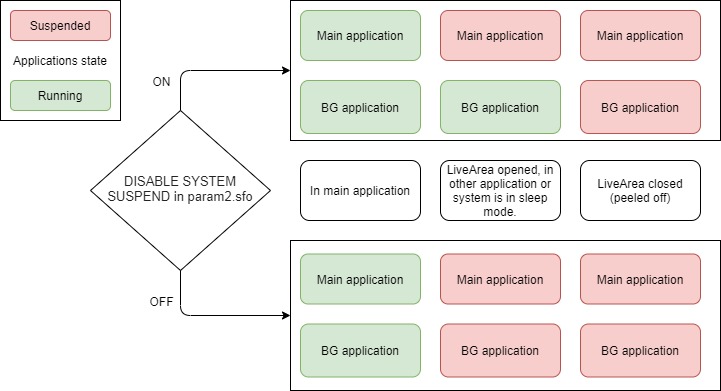 Suspended
Applications state
Running
ON
Main application
Main application
Main application
BG application
BG application
BG application
DISABLE SYSTEM
SUSPEND in param2.sfo
In main application
LiveArea opened, in
other application or
system is in sleep
mode.
LiveArea closed
(peeled off)
OFF
Main application
Main application
Main application
BG application
BG application
BG application